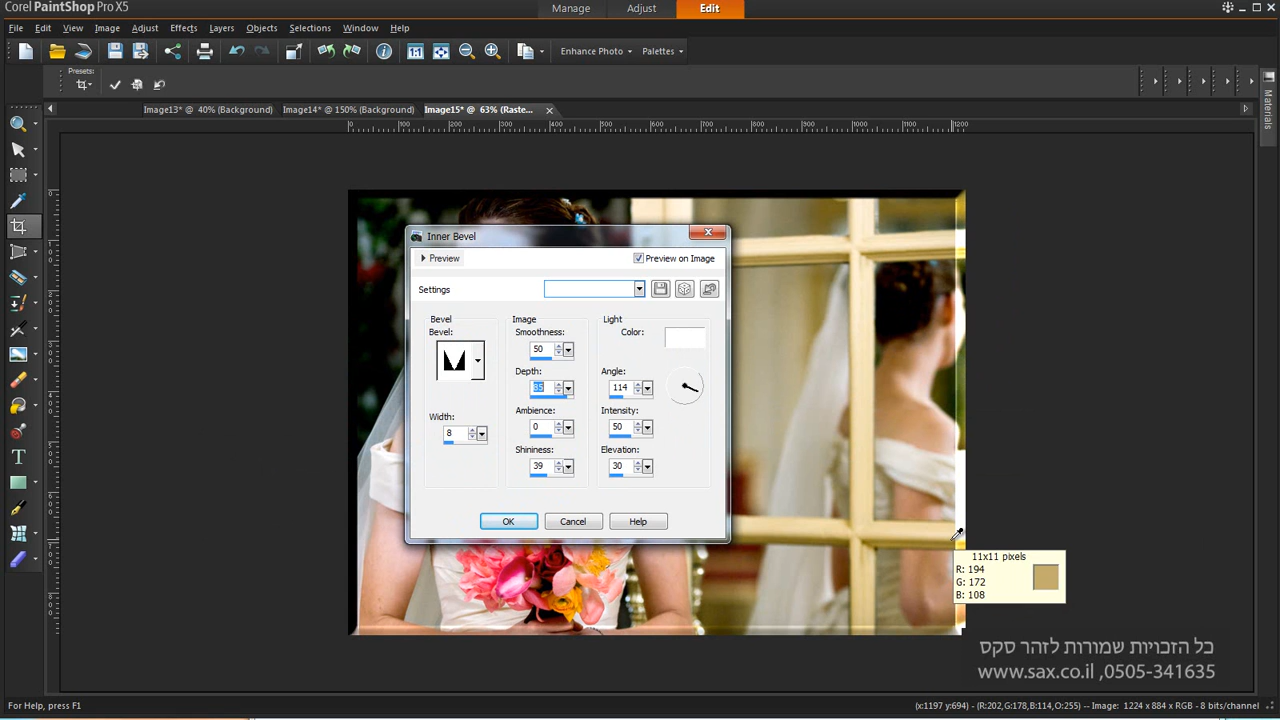 Corel PaintShop Pro X5
Manage
Adjust
Edit
File
Edit
View
Image
Adjust
Effects
Layers
Objects
Selections
Window
Help
Enhance Photo
Palettes
Presets:
Image13* @ 40% (Background)
Image14* @ 150% (Background)
Image15* @ 63% (Raste...
Materials
Inner Bevel
Preview
Preview on Image
Settings
Bevel
Image
Light
Bevel:
Smoothness:
Color:
50
Depth:
Angle:
85
114
Width:
Ambience:
Intensity:
8
0
50
Shininess:
Elevation:
39
30
OK
Cancel
Help
11x11 pixels
R: 194
G: 172
B: 108
כל הזכויות שמורות לזהר סקס
www.sax.co.il ,0505-341635
For Help, press F1
(x:1197 y:694) - (R:202,G:178,B:114,O:255) -- Image: 1224 x 884 x RGB - 8 bits/channel